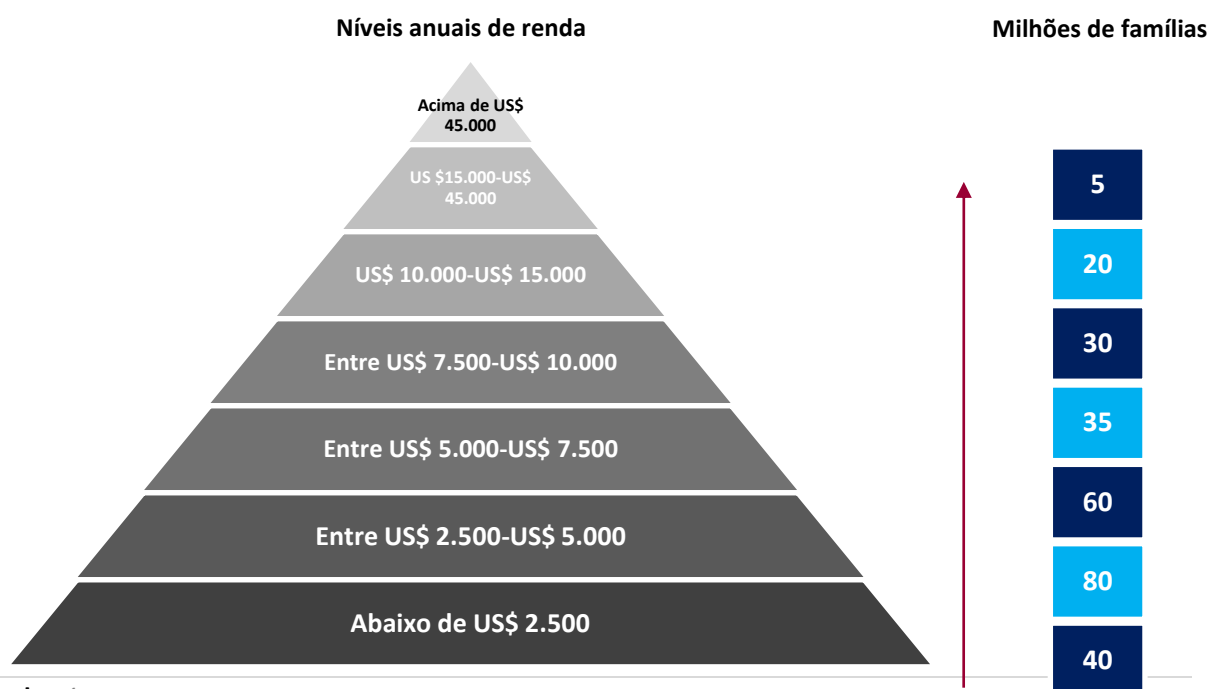 Níveis anuais de renda
Milhões de famílias
Acima de US$
45.000
US $15.000-US$
45.000
5
US$ 10.000-US$ 15.000
20
Entre US$ 7.500-US$ 10.000
30
Entre US$ 5.000-US$ 7.500
35
Entre US$ 2.500-US$ 5.000
60
Abaixo de US$ 2.500
80
40